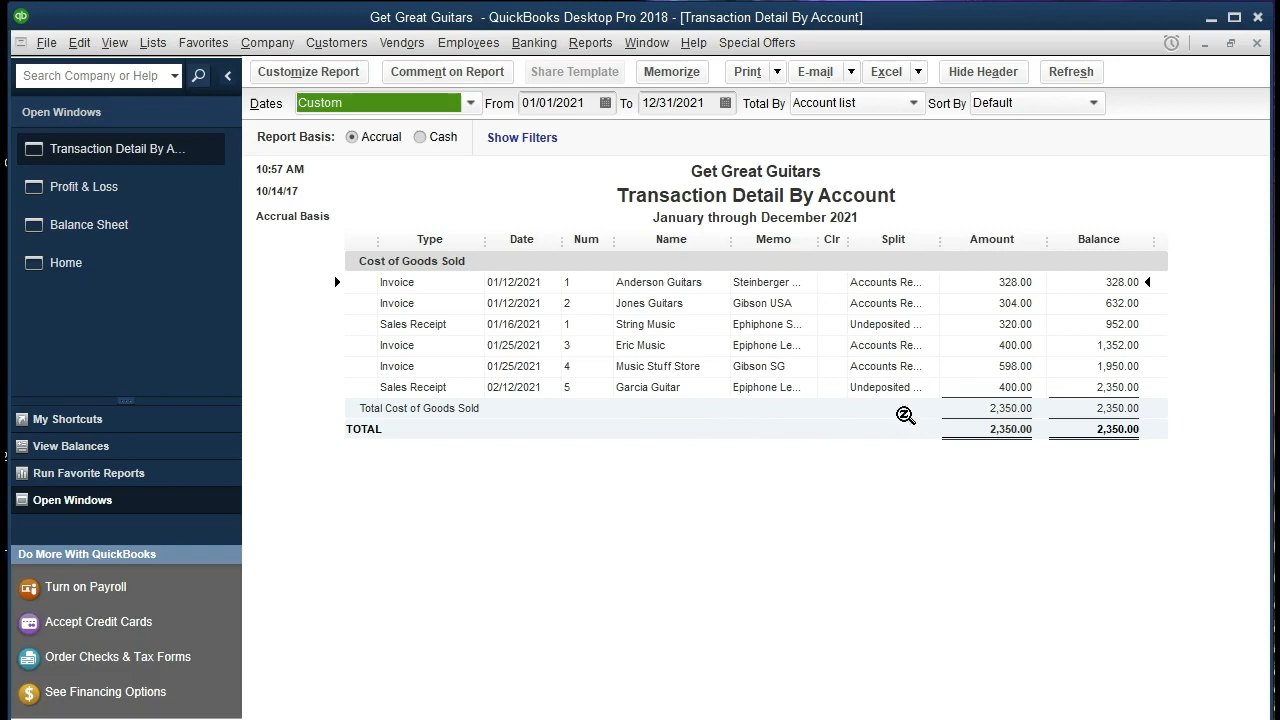 Get Great Guitars - QuickBooks Desktop Pro 2018 - [Transaction Detail By Account]
File Edit View Lists Favorites Company Customers Vendors Employees Banking Reports Window Help Special Offers
Search Company or Help
Customize Report Comment on Report Share Template Memorize Print E-mail Excel Hide Header Refresh
Dates Custom From 01/01/2021 To 12/31/2021 Total By Account list Sort By Default
Report Basis: Accrual Cash Show Filters
Open Windows
Transaction Detail By A...
Profit & Loss
Balance Sheet
Home
My Shortcuts
View Balances
Run Favorite Reports
Open Windows
Do More With QuickBooks
Turn on Payroll
Accept Credit Cards
Order Checks & Tax Forms
See Financing Options
10:57 AM
10/14/17
Accrual Basis
Get Great Guitars
Transaction Detail By Account
January through December 2021
Type Date Num Name Memo Clr Split Amount Balance
Cost of Goods Sold
Invoice 01/12/2021 1 Anderson Guitars Steinberger ... Accounts Re... 328.00 328.00
Invoice 01/12/2021 2 Jones Guitars Gibson USA Accounts Re... 304.00 632.00
Sales Receipt 01/16/2021 1 String Music Ephiphone S... Undeposited ... 320.00 952.00
Invoice 01/25/2021 3 Eric Music Epiphone Le... Accounts Re... 400.00 1,352.00
Invoice 01/25/2021 4 Music Stuff Store Gibson SG Accounts Re... 598.00 1,950.00
Sales Receipt 02/12/2021 5 Garcia Guitar Epiphone Le... Undeposited ... 400.00 2,350.00
Total Cost of Goods Sold 2,350.00 2,350.00
TOTAL 2,350.00 2,350.00